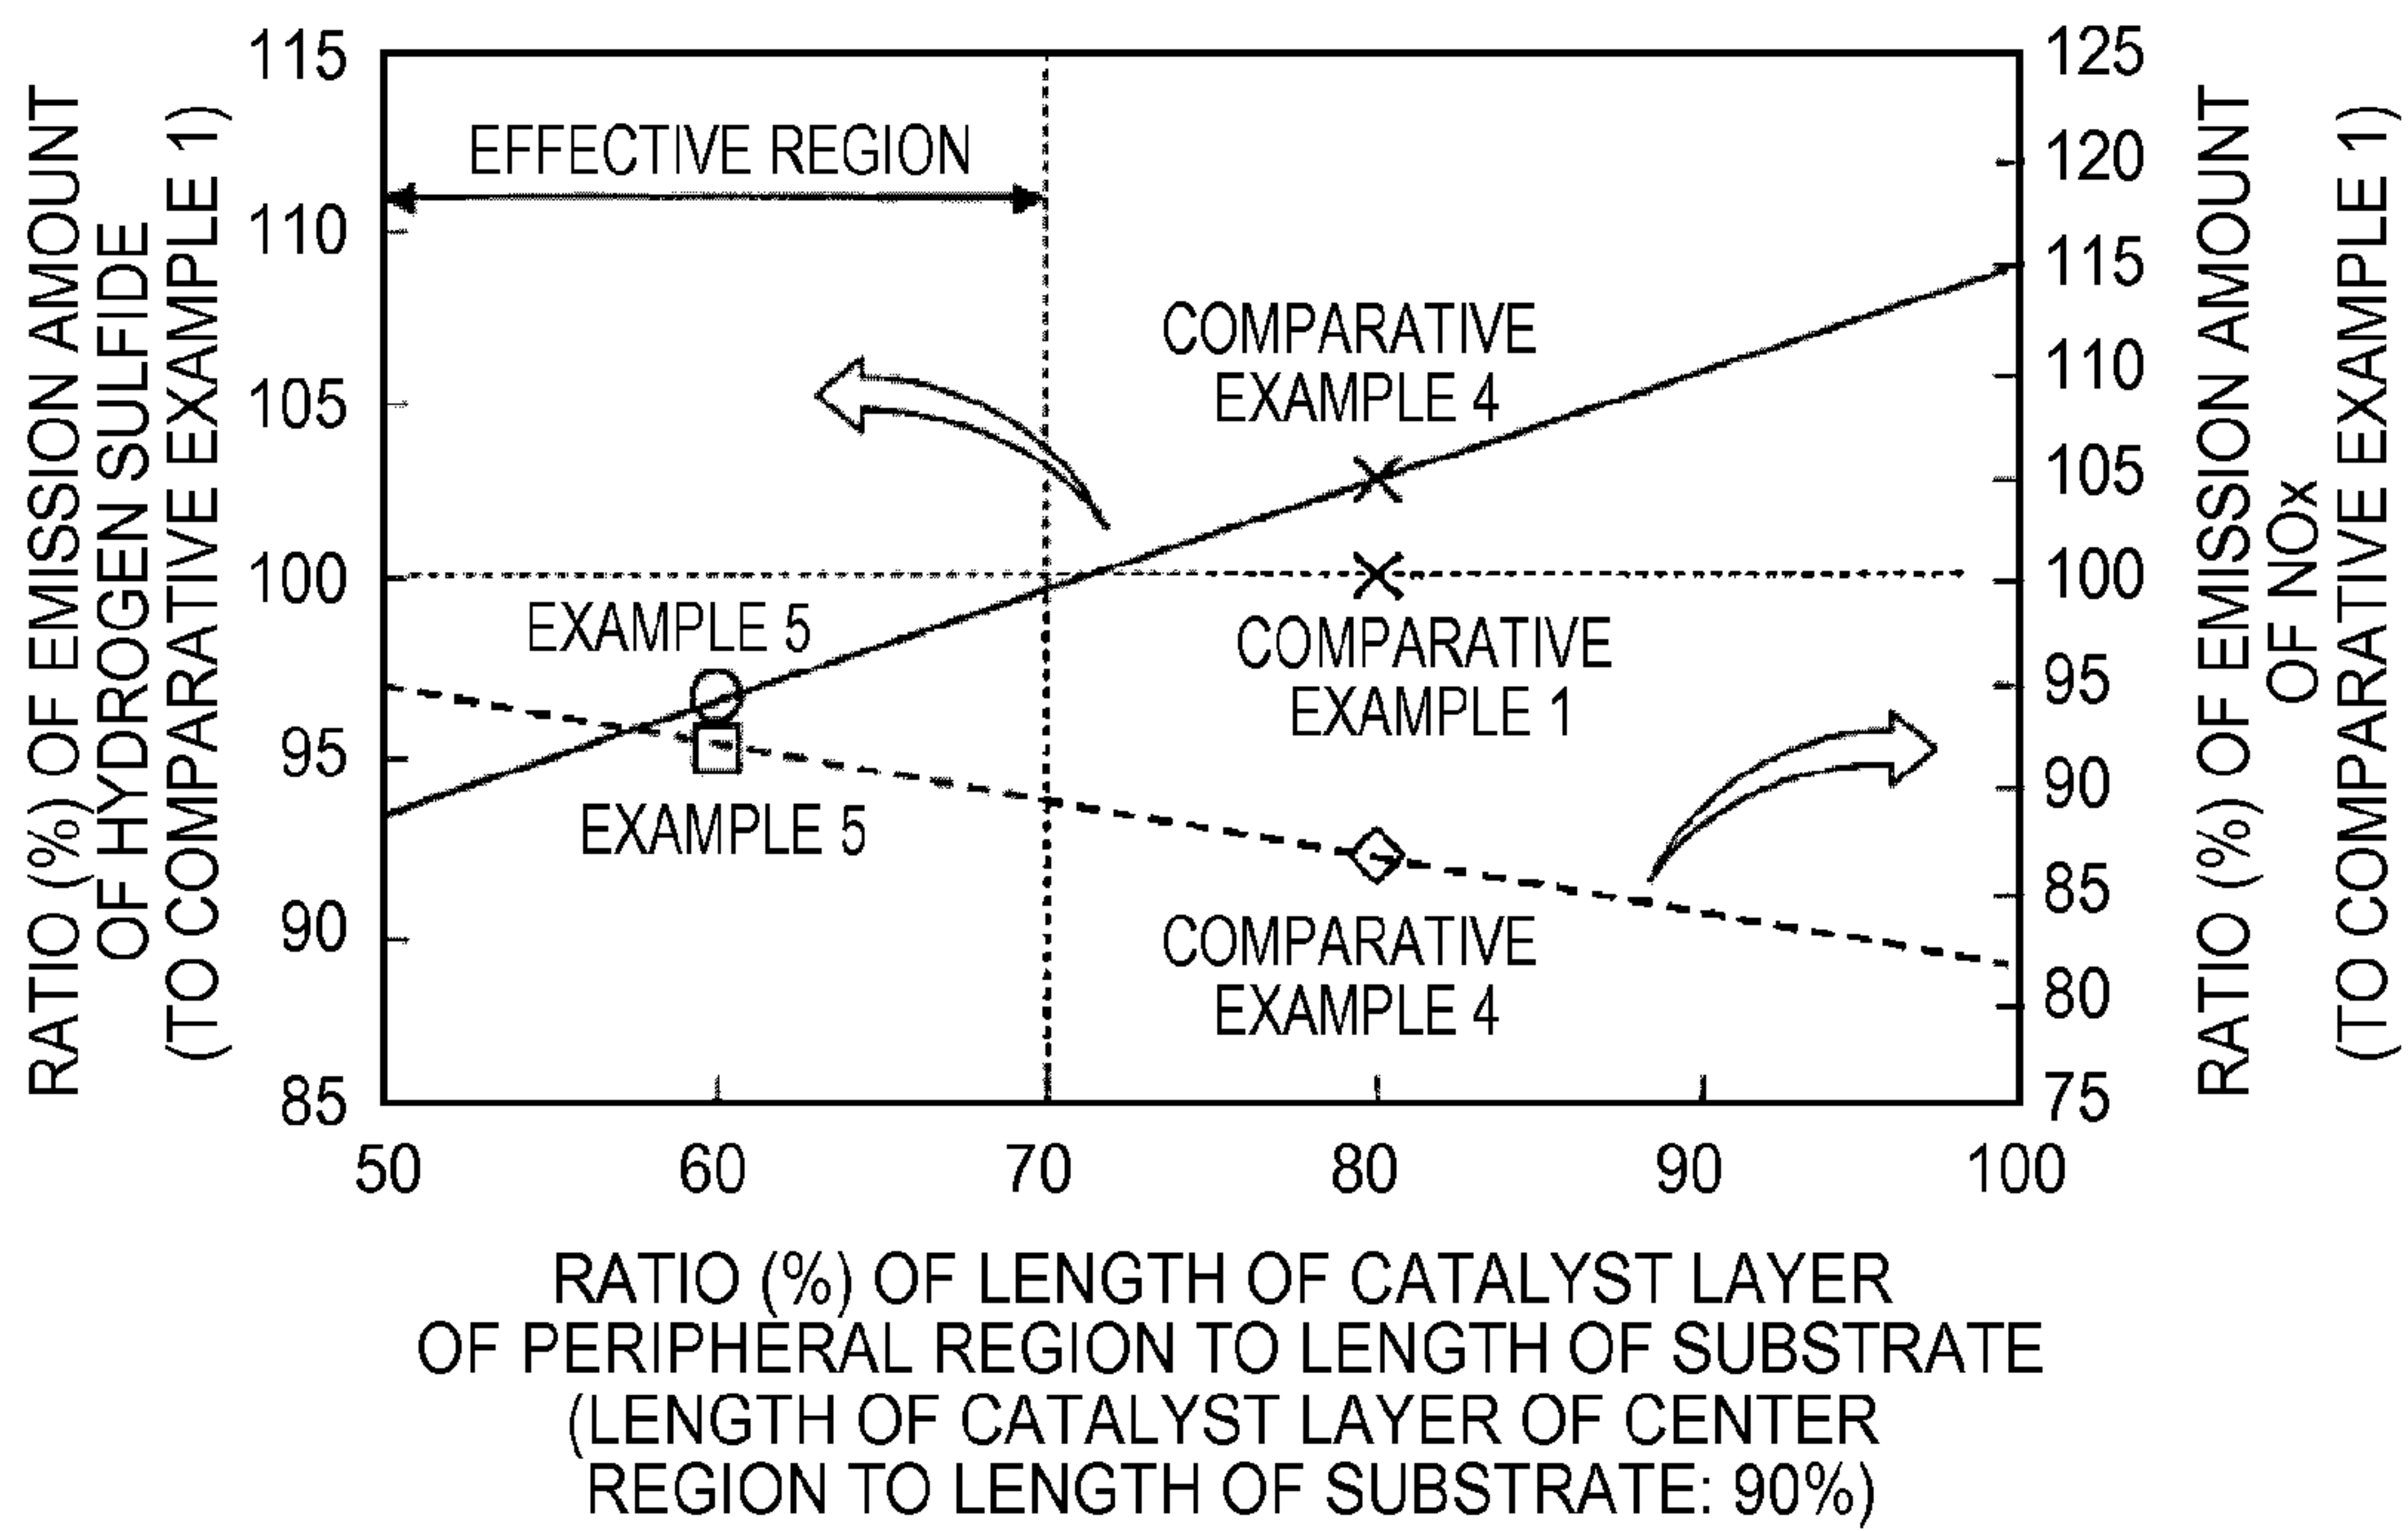 RATIO (%) OF EMISSION AMOUNT
OF HYDROGEN SULFIDE
(TO COMPARATIVE EXAMPLE 1)
115
110
105
100
95
90
85
EFFECTIVE REGION
COMPARATIVE
EXAMPLE 4
EXAMPLE 5
COMPARATIVE
EXAMPLE 1
EXAMPLE 5
COMPARATIVE
EXAMPLE 4
125
120
115
110
105
100
95
90
85
80
75
RATIO (%) OF EMISSION AMOUNT
OF NOx
(TO COMPARATIVE EXAMPLE 1)
50 60 70 80 90 100
RATIO (%) OF LENGTH OF CATALYST LAYER
OF PERIPHERAL REGION TO LENGTH OF SUBSTRATE
(LENGTH OF CATALYST LAYER OF CENTER
REGION TO LENGTH OF SUBSTRATE: 90%)